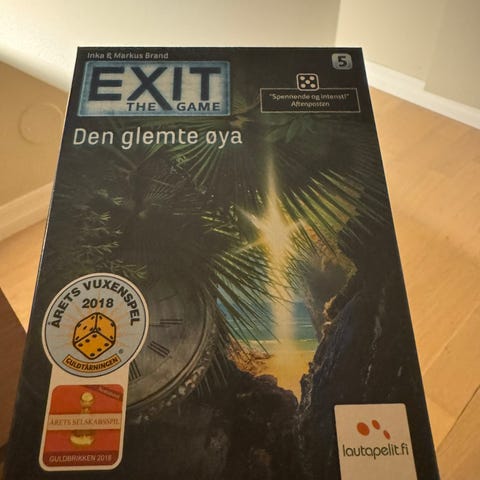 Inka & Markus Brand
EXIT
THE GAME
5
"Spennende og intenst!"
Aftenposten
Den glemte øya
ÅRETS VUXENSPEL
2018
GULDTÄRNINGEN
ÅRETS SELSKABSSPIL
GULDBRIKKEN 2018
lautapelit.fi